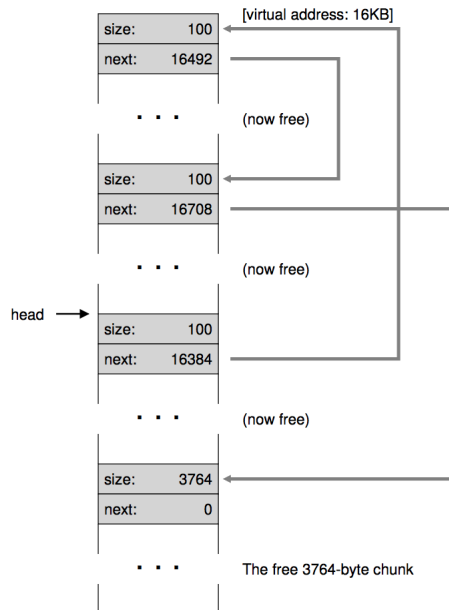 [virtual address: 16KB]
size: 100
next: 16492
. . .
(now free)
size: 100
next: 16708
. . .
(now free)
head
size: 100
next: 16384
. . .
(now free)
size: 3764
next: 0
. . .
The free 3764-byte chunk